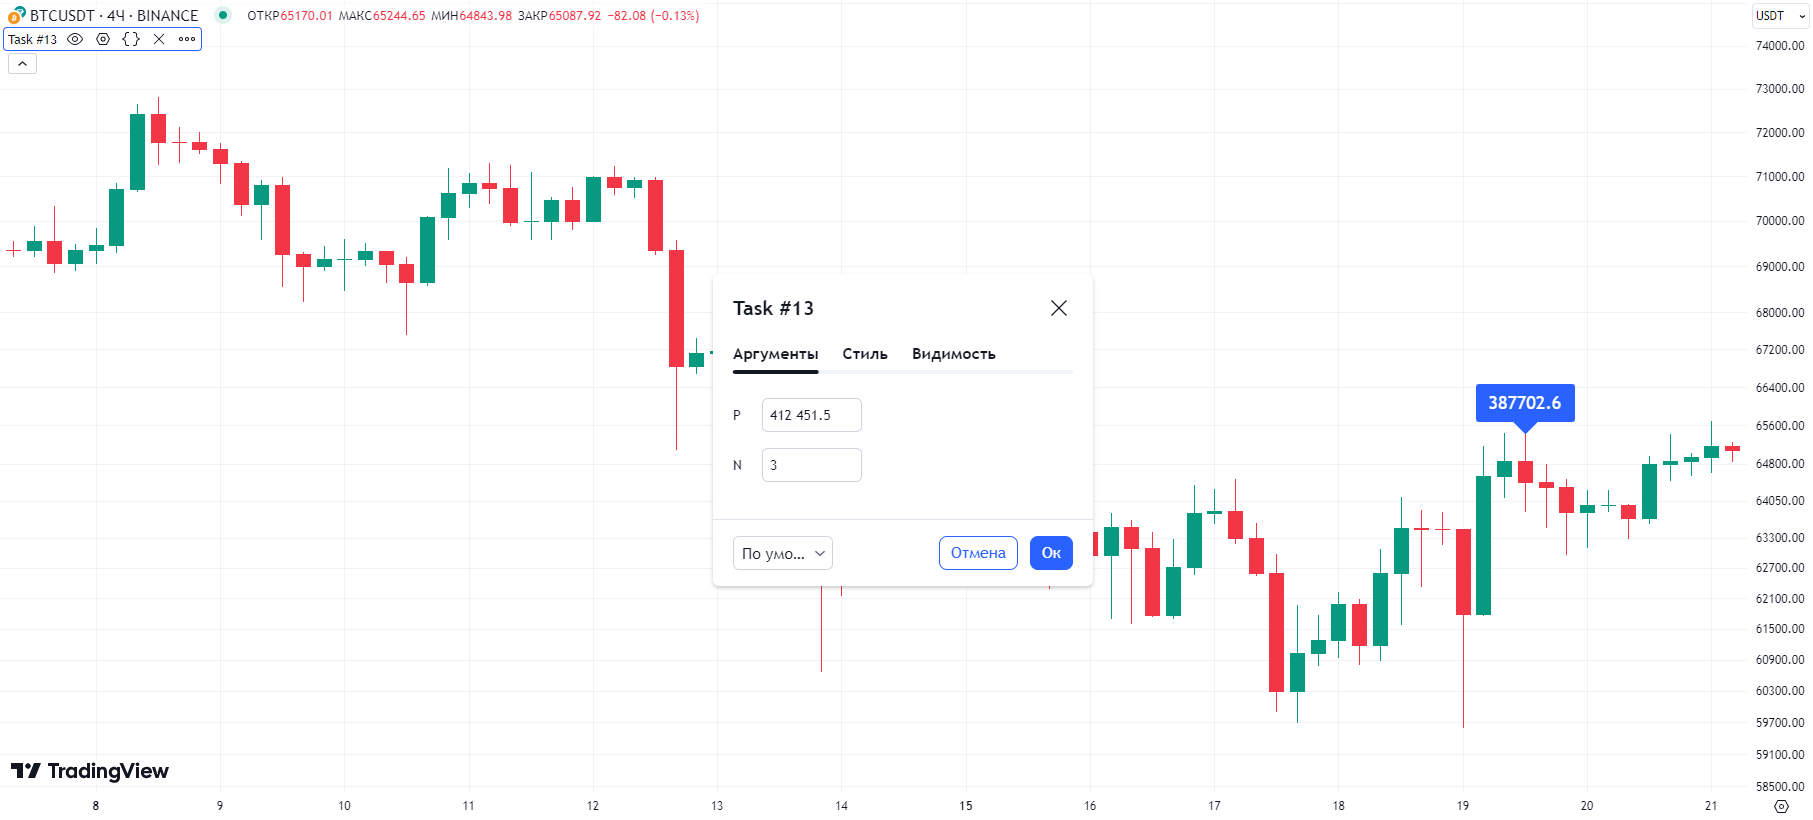 BTCUSDT · 4Ч · BINANCE ОТКР65170.01 МАКС65244.65 МИН64843.98 ЗАКР65087.92 −82.08 (−0.13%)
USDT
Task #13
74000.00
73000.00
72000.00
71000.00
70000.00
69000.00
68000.00
67200.00
66400.00
65600.00
64800.00
64050.00
63300.00
62700.00
62100.00
61500.00
60900.00
60300.00
59700.00
59100.00
58500.00
Task #13
Аргументы Стиль Видимость
P 412 451.5
N 3
По умо...
Отмена
Ок
387702.6
TradingView
8 9 10 11 12 13 14 15 16 17 18 19 20 21